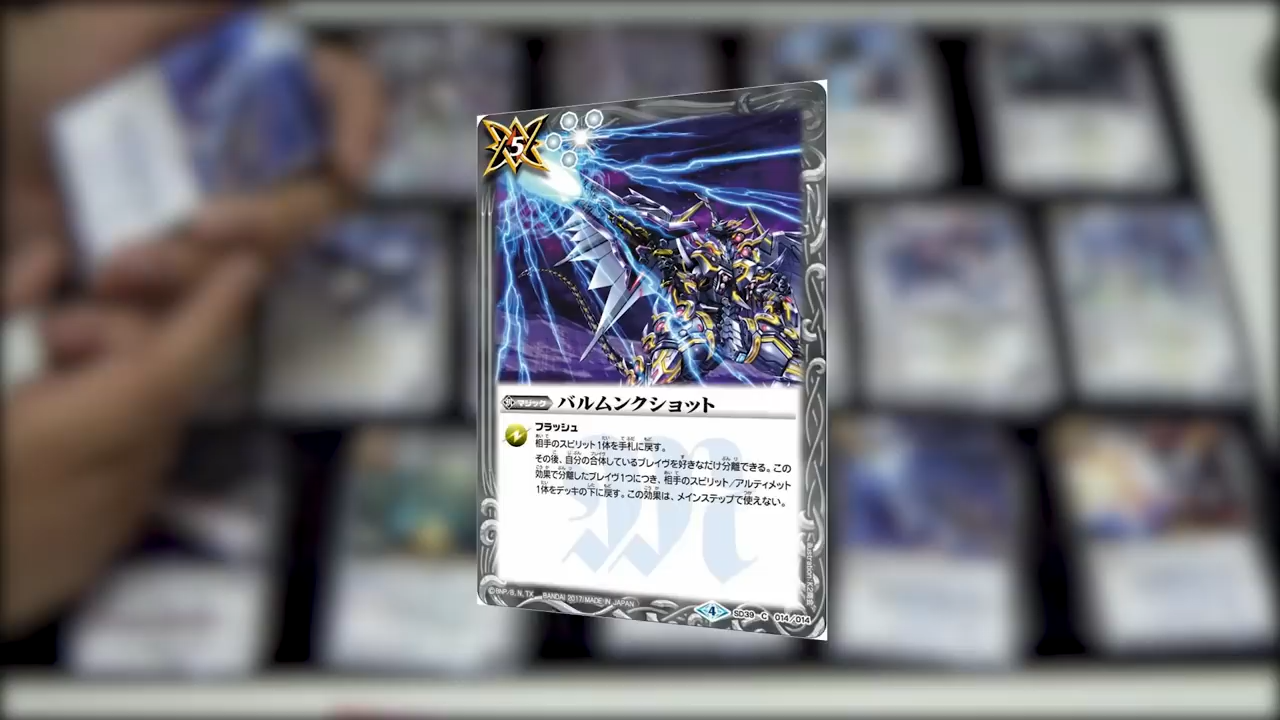 5
マジック バルムンクショット
フラッシュ
相手のスピリット1体を手札に戻す。
その後、自分の合体しているブレイヴを好きなだけ分離できる。この
効果で分離したブレイヴ1つにつき、相手のスピリット/アルティメット
1体をデッキの下に戻す。この効果は、メインステップで使えない。
M
©BNP/B, N, TX BANDAI 2017 MADE IN JAPAN
4 SD39 C 014/014